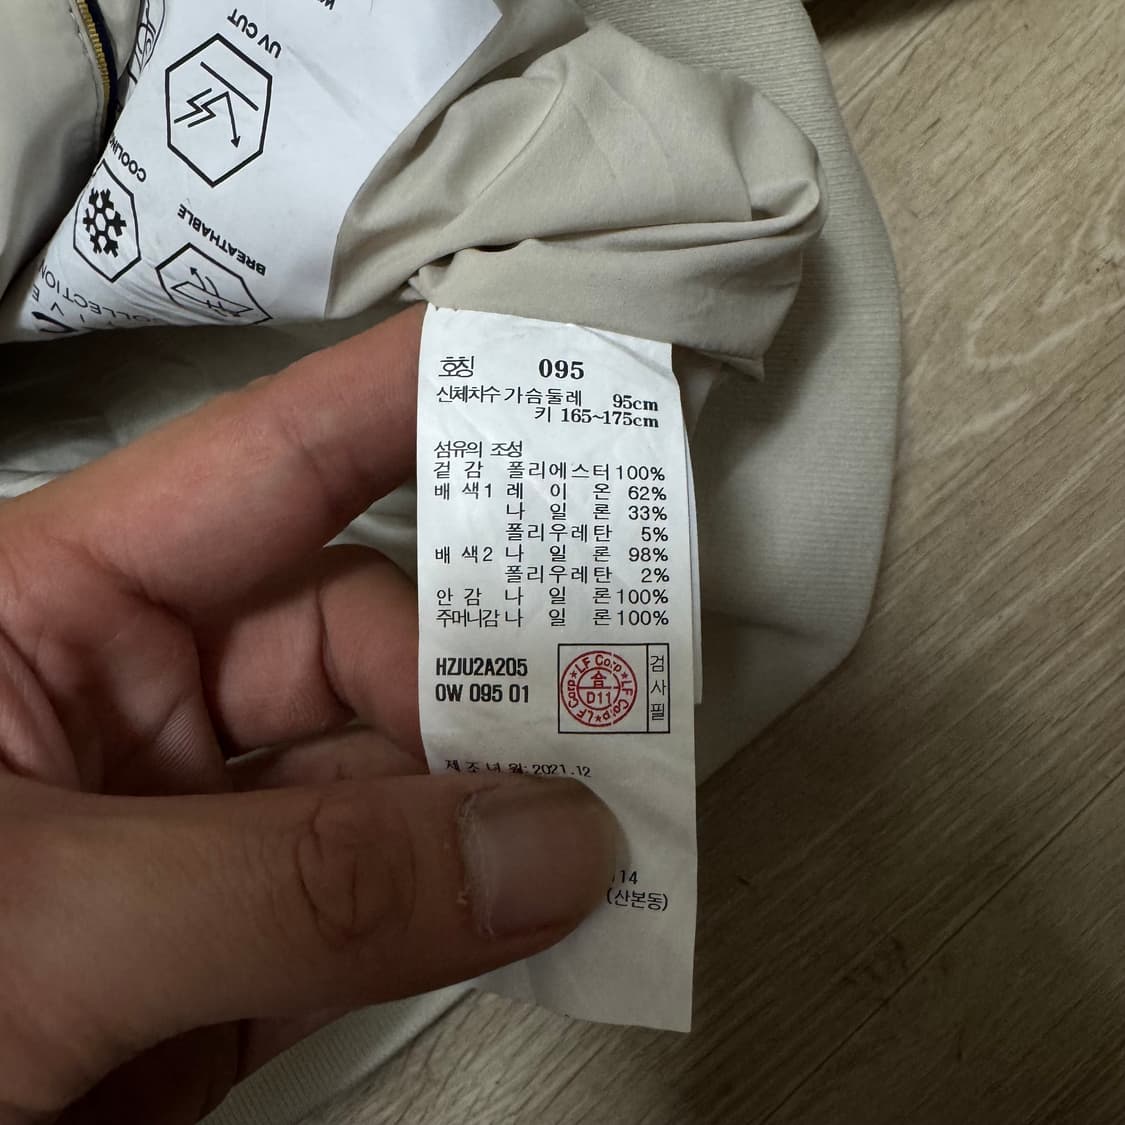 UV CUT
COOLING
BREATHABLE
호칭 095
신체치수 가슴둘레 95cm
키 165~175cm
섬유의 조성
겉감 폴리에스터 100%
배색1 레이온 62%
나일론 33%
폴리우레탄 5%
배색2 나일론 98%
폴리우레탄 2%
안감 나일론 100%
주머니감 나일론 100%
HZJU2A205
0W 095 01
LF Corp★LF Corp★LF Corp★
合
D11
검사필
제조년월: 2021.12
14
(산본동)